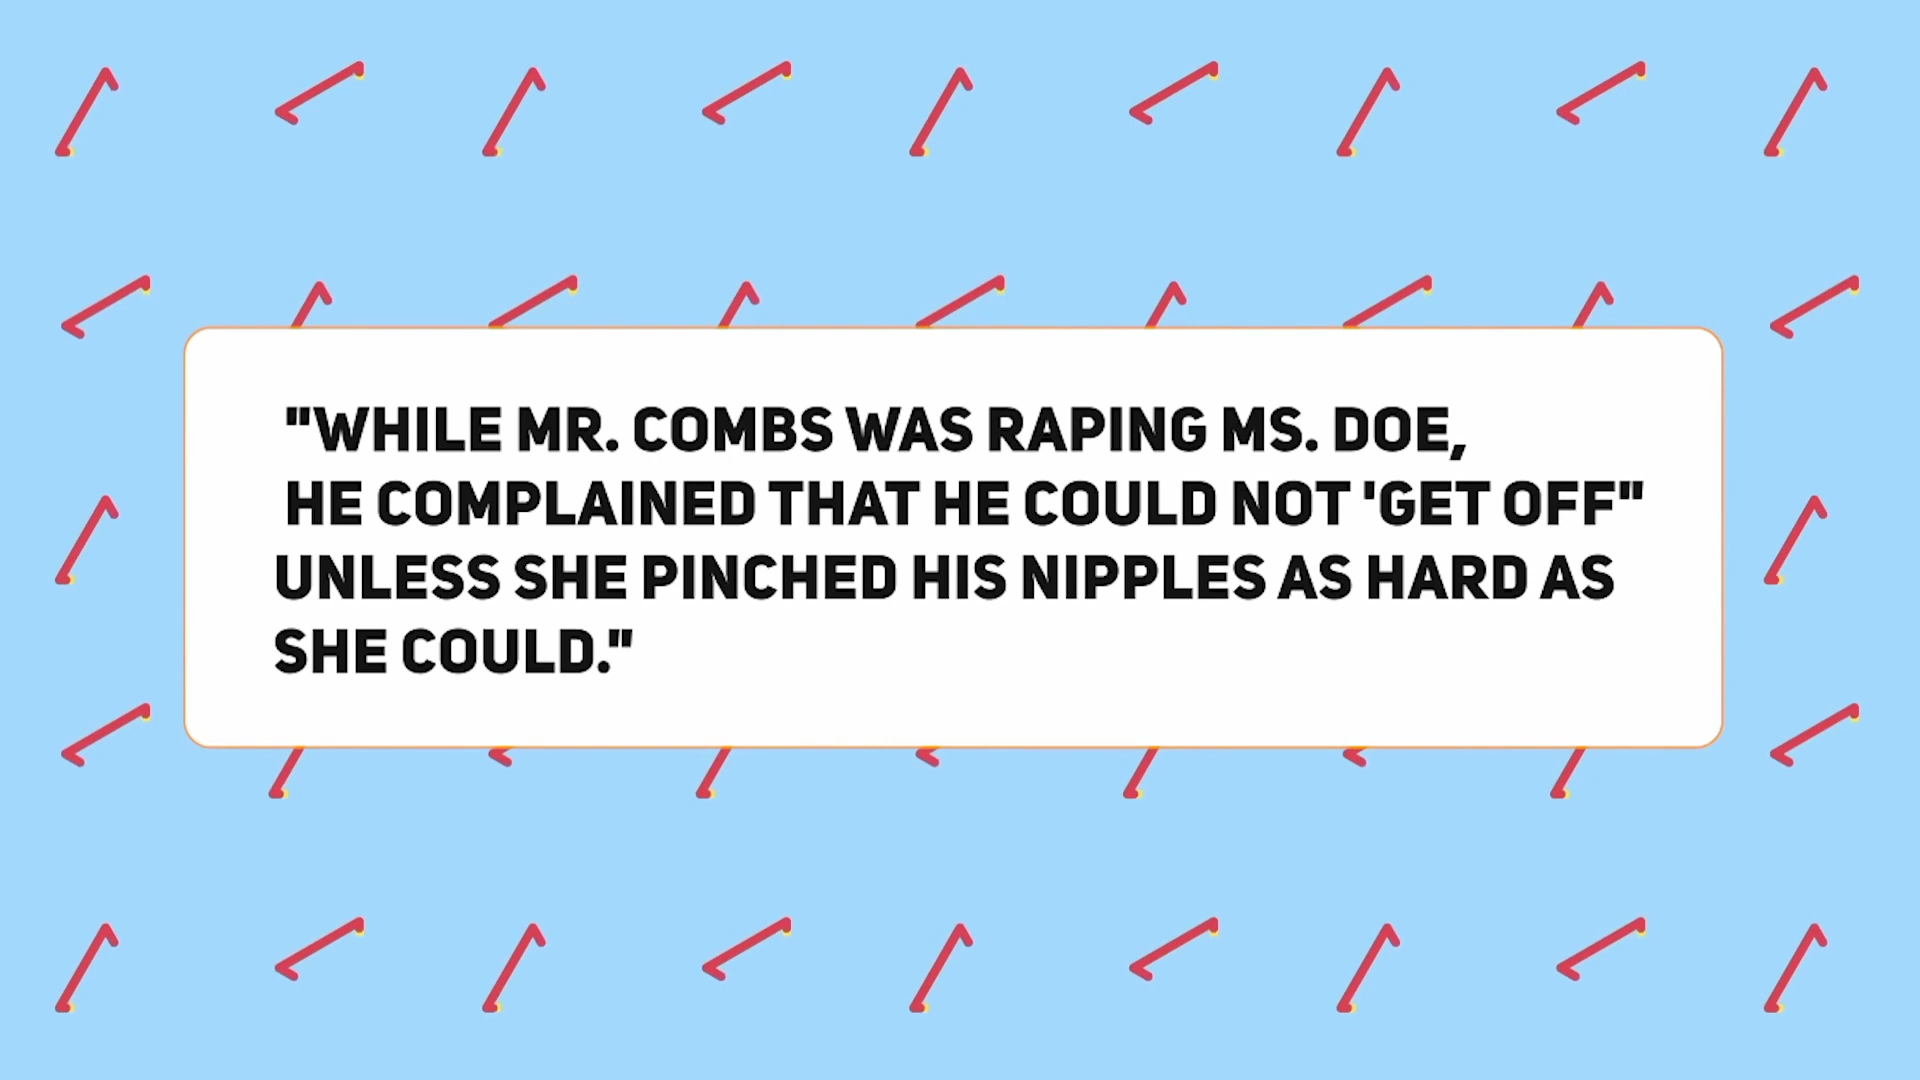 "WHILE MR. COMBS WAS RAPING MS. DOE,
HE COMPLAINED THAT HE COULD NOT 'GET OFF"
UNLESS SHE PINCHED HIS NIPPLES AS HARD AS
SHE COULD."